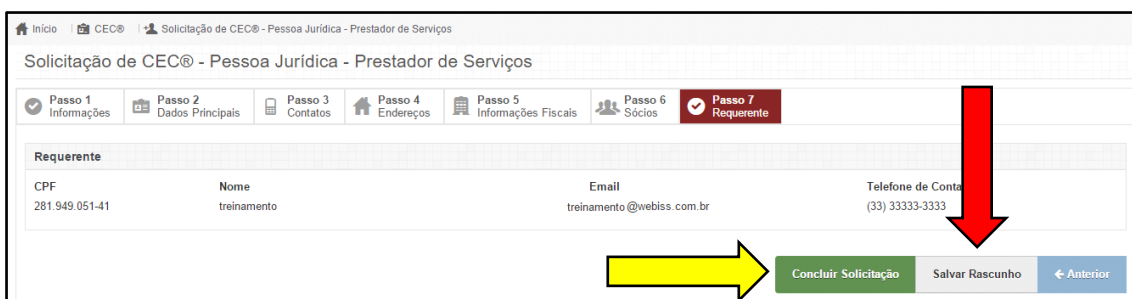 Início CEC® Solicitação de CEC® - Pessoa Jurídica - Prestador de Serviços
Solicitação de CEC® - Pessoa Jurídica - Prestador de Serviços
Passo 1 Passo 2 Passo 3 Passo 4 Passo 5 Passo 6 Passo 7
Informações Dados Principais Contatos Endereços Informações Fiscais Sócios Requerente
Requerente
CPF Nome Email Telefone de
281.949.051-41 treinamento treinamento@webiss.com.br (33) 33333-3333
Concluir Solicitação Salvar Rascunho Anterior